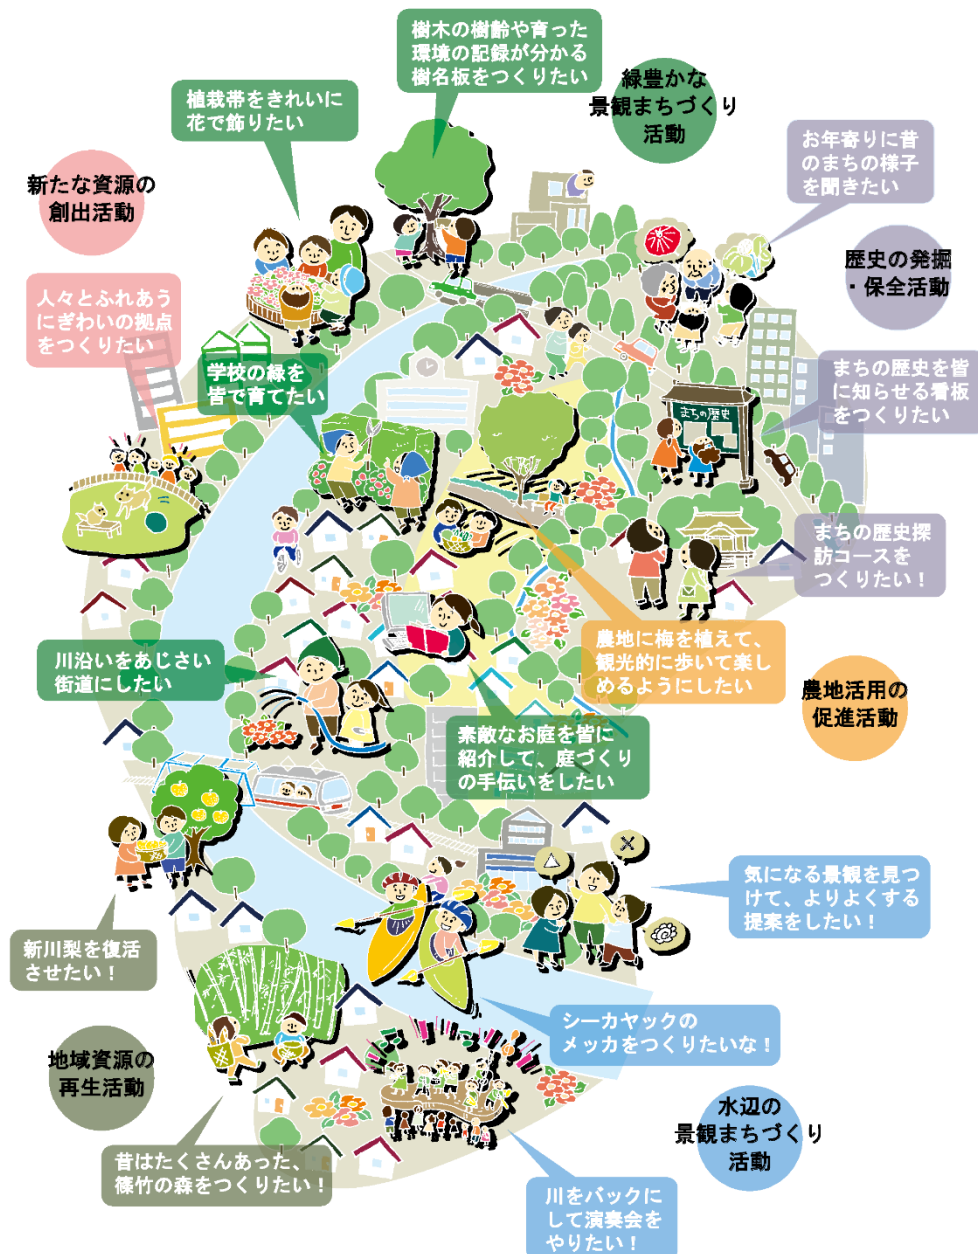 樹木の樹齢や育った
環境の記録が分かる
樹名板をつくりたい
緑豊かな
景観まちづくり
活動
植栽帯をきれいに
花で飾りたい
お年寄りに昔
のまちの様子
を聞きたい
新たな資源の
創出活動
歴史の発掘
・保全活動
人々とふれあう
にぎわいの拠点
をつくりたい
学校の緑を
皆で育てたい
まちの歴史を皆
に知らせる看板
をつくりたい
まちの歴史
まちの歴史探
訪コースを
つくりたい！
農地に梅を植えて、
観光的に歩いて楽し
めるようにしたい
川沿いをあじさい
街道にしたい
農地活用の
促進活動
素敵なお庭を皆に
紹介して、庭づくり
の手伝いをしたい
気になる景観を見つ
けて、よりよくする
提案をしたい！
新川梨を復活
させたい！
シーカヤックの
メッカをつくりたいな！
地域資源の
再生活動
水辺の
景観まちづくり
活動
昔はたくさんあった、
篠竹の森をつくりたい！
川をバックに
して演奏会を
やりたい！